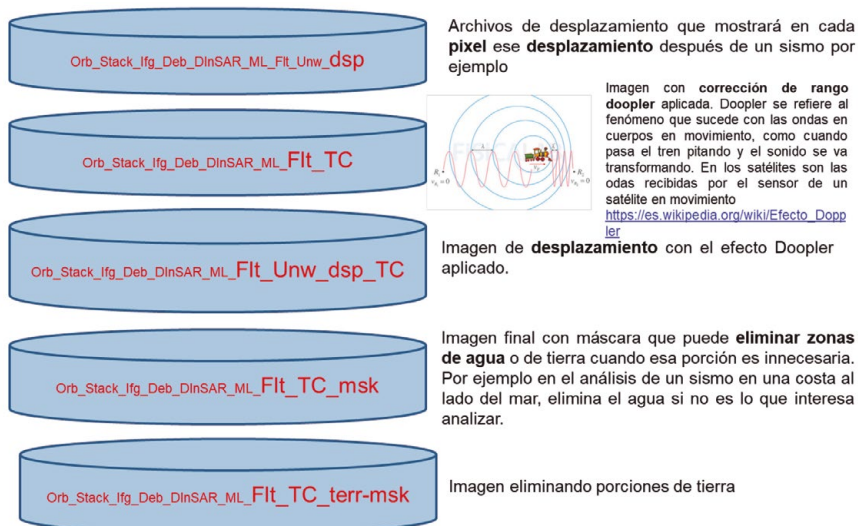 Orb_Stack_Ifg_Deb_DInSAR_ML_Flt_Unw_dsp
Archivos de desplazamiento que mostrará en cada
pixel ese desplazamiento después de un sismo por
ejemplo
Orb_Stack_Ifg_Deb_DInSAR_ML_Flt_TC
Imagen con corrección de rango
doopler aplicada. Doopler se refiere al
fenómeno que sucede con las ondas en
cuerpos en movimiento, como cuando
pasa el tren pitando y el sonido se va
transformando. En los satélites son las
odas recibidas por el sensor de un
satélite en movimiento
https://es.wikipedia.org/wiki/Efecto_Dopp
ler
Orb_Stack_Ifg_Deb_DInSAR_ML_Flt_Unw_dsp_TC
Imagen de desplazamiento con el efecto Doopler
aplicado.
Orb_Stack_Ifg_Deb_DInSAR_ML_Flt_TC_msk
Imagen final con máscara que puede eliminar zonas
de agua o de tierra cuando esa porción es innecesaria.
Por ejemplo en el análisis de un sismo en una costa al
lado del mar, elimina el agua si no es lo que interesa
analizar.
Orb_Stack_Ifg_Deb_DInSAR_ML_Flt_TC_terr-msk
Imagen eliminando porciones de tierra